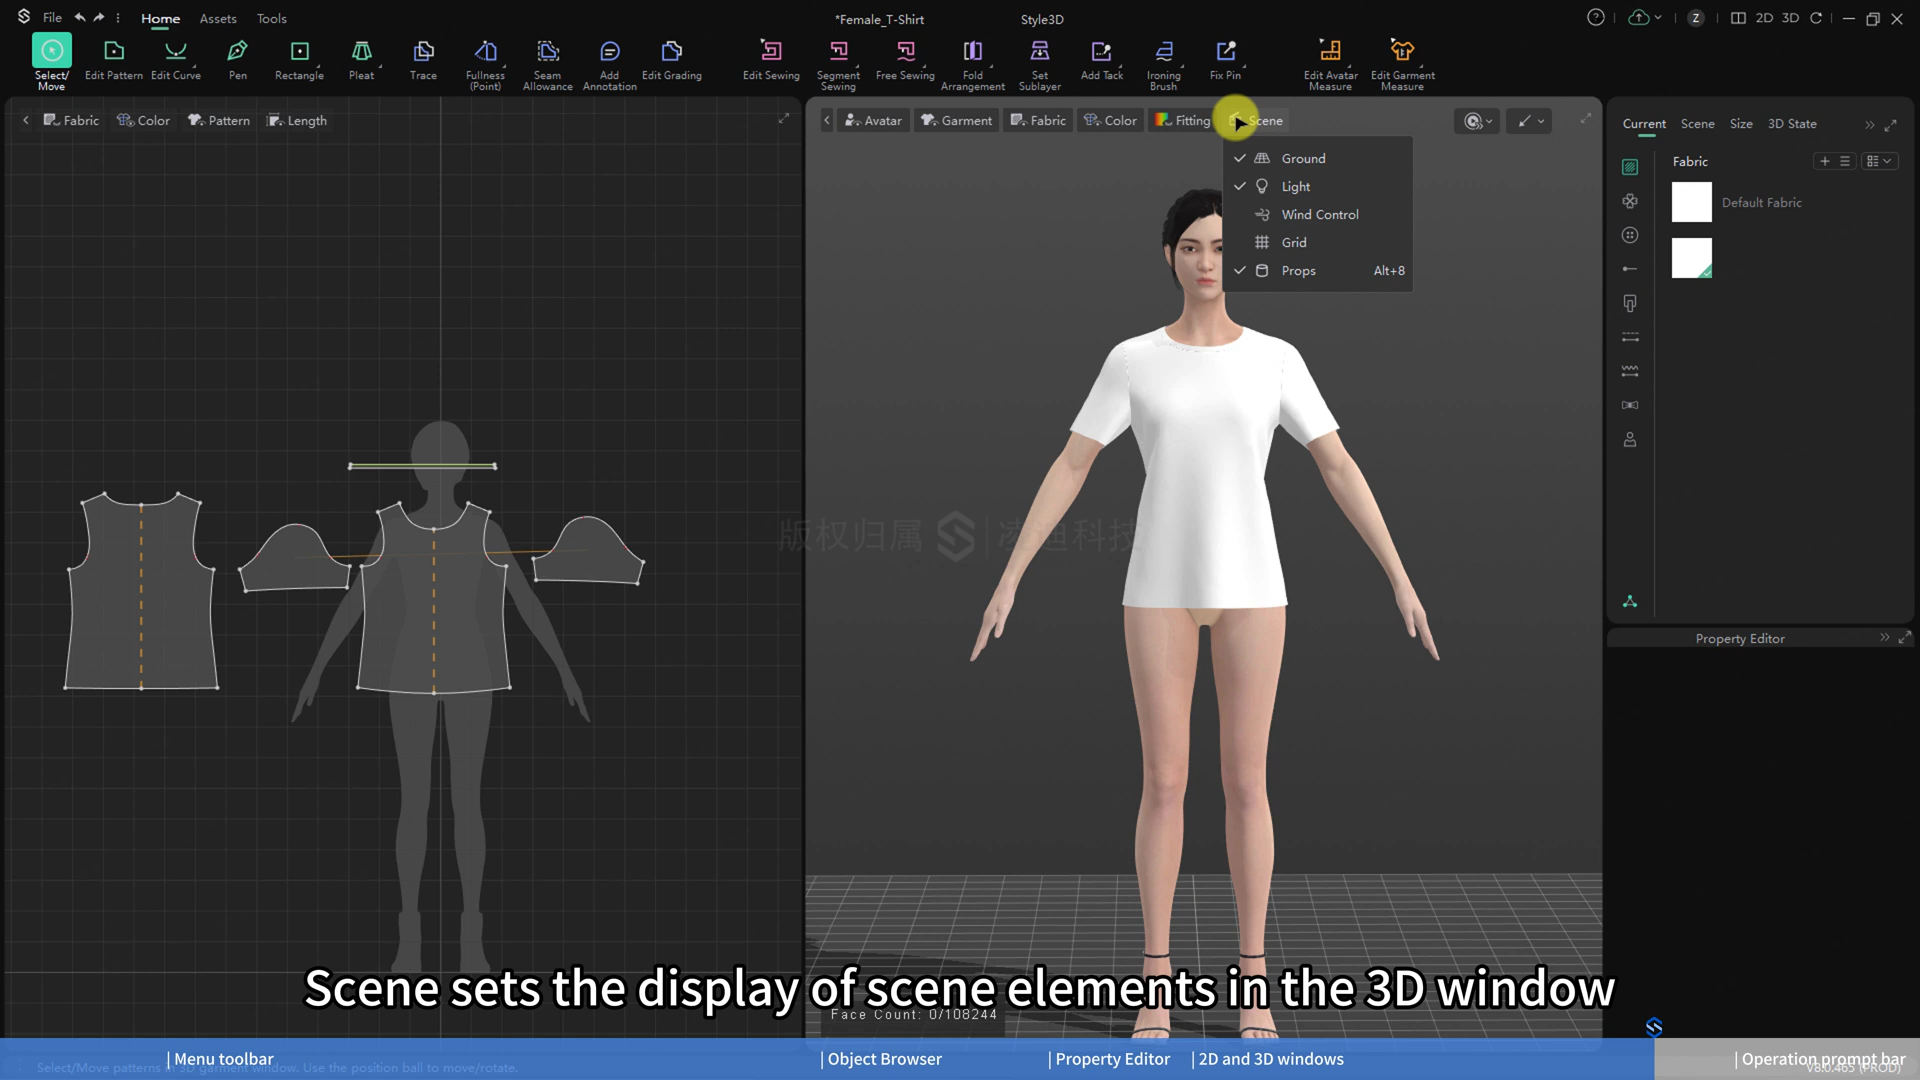 File
Home
Assets
Tools
*Female_T-Shirt
Style3D
Z
2D
3D
Select/
Move
Edit Pattern
Edit Curve
Pen
Rectangle
Pleat
Trace
Fullness
(Point)
Seam
Allowance
Add
Annotation
Edit Grading
Edit Sewing
Segment
Sewing
Free Sewing
Fold
Arrangement
Set
Sublayer
Add Tack
Ironing
Brush
Fix Pin
Edit Avatar
Measure
Edit Garment
Measure
Fabric
Color
Pattern
Length
Avatar
Garment
Fabric
Color
Fitting
Scene
Ground
Light
Wind Control
Grid
Props Alt+8
Current
Scene
Size
3D State
Fabric
Default Fabric
Property Editor
版权归属 凌迪科技
Scene sets the display of scene elements in the 3D window
Face Count: 0/108244
| Menu toolbar
| Object Browser
| Property Editor
| 2D and 3D windows
| Operation prompt bar
Select/Move patterns in 3D garment window. Use the position ball to move/rotate.
V8.0.465 (PROD)